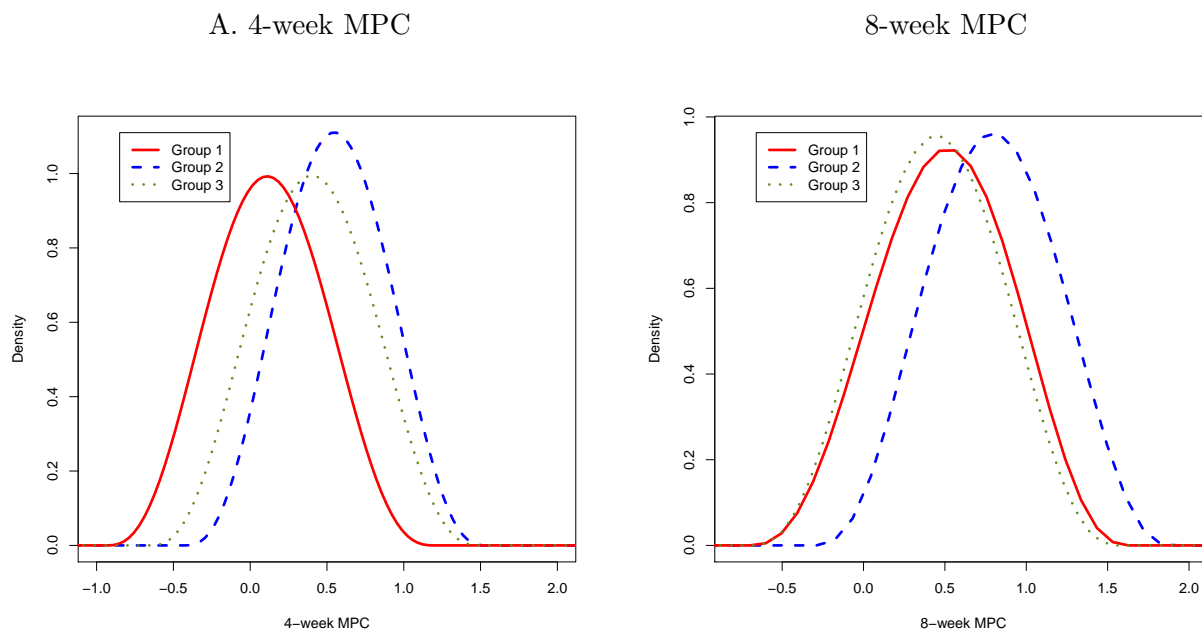 A. 4-week MPC
8-week MPC
Group 1
Group 2
Group 3
Density
0.0
0.2
0.4
0.6
0.8
1.0
−1.0 −0.5 0.0 0.5 1.0 1.5 2.0
4−week MPC
Group 1
Group 2
Group 3
Density
0.0
0.2
0.4
0.6
0.8
1.0
−0.5 0.0 0.5 1.0 1.5 2.0
8−week MPC